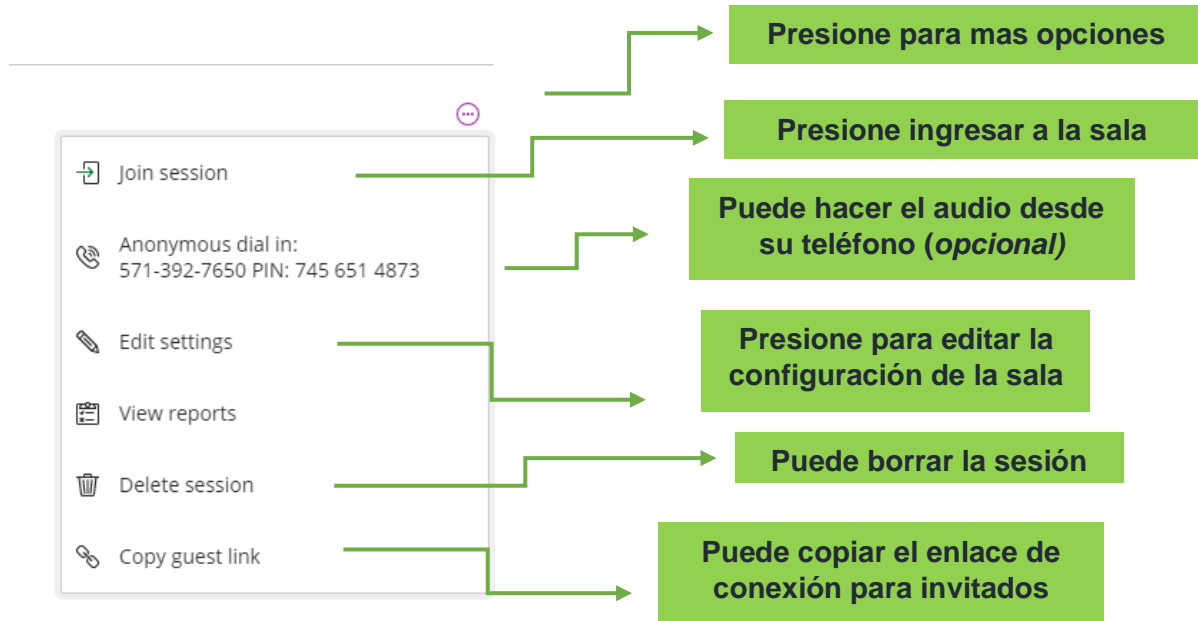 Presione para mas opciones
Join session
Presione ingresar a la sala
Anonymous dial in:
571-392-7650 PIN: 745 651 4873
Puede hacer el audio desde
su teléfono (opcional)
Edit settings
Presione para editar la
configuración de la sala
View reports
Delete session
Puede borrar la sesión
Copy guest link
Puede copiar el enlace de
conexión para invitados